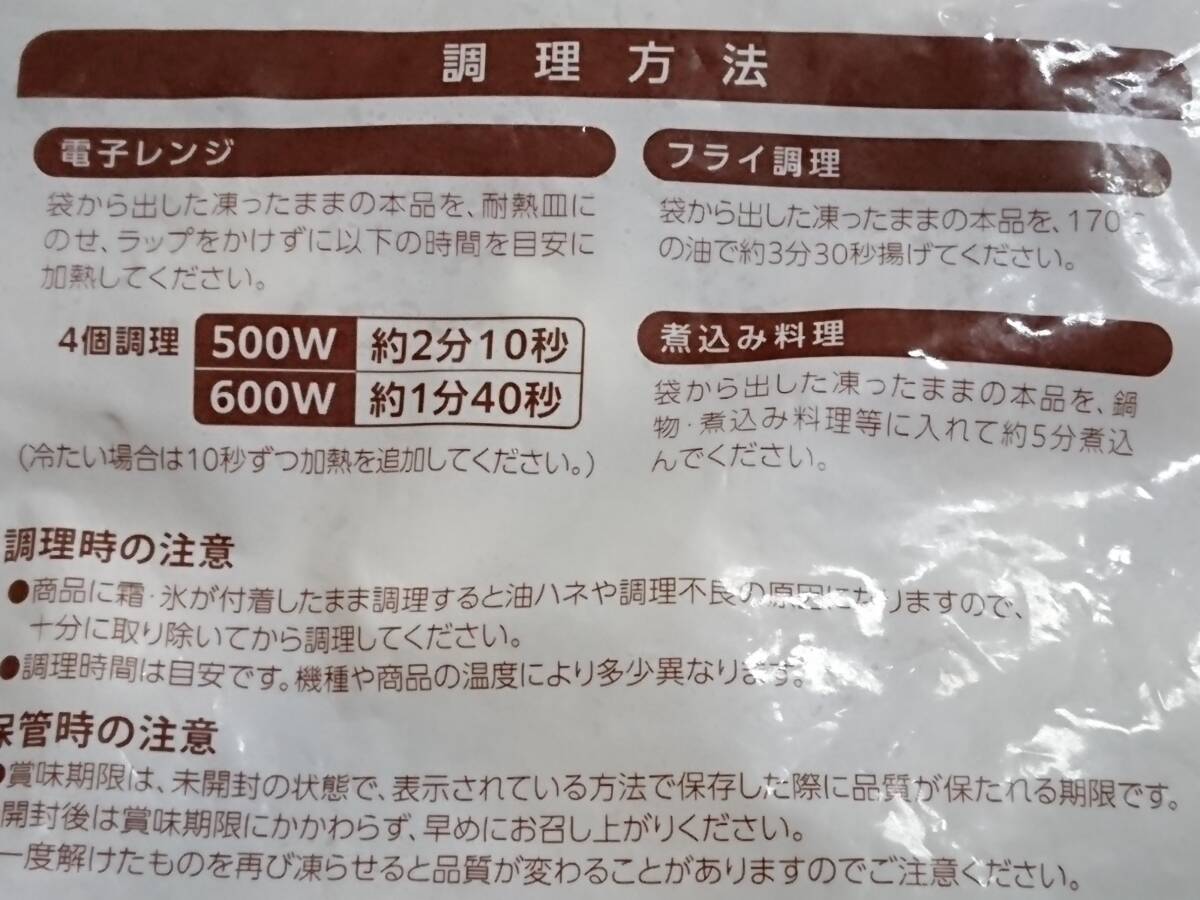 調理方法
電子レンジ
袋から出した凍ったままの本品を、耐熱皿に
のせ、ラップをかけずに以下の時間を目安に
加熱してください。
4個調理
500W 約2分10秒
600W 約1分40秒
(冷たい場合は10秒ずつ加熱を追加してください。)
フライ調理
袋から出した凍ったままの本品を、170℃
の油で約3分30秒揚げてください。
煮込み料理
袋から出した凍ったままの本品を、鍋
物・煮込み料理等に入れて約5分煮込
んでください。
調理時の注意
●商品に霜・氷が付着したまま調理すると油ハネや調理不良の原因になりますので、
十分に取り除いてから調理してください。
●調理時間は目安です。機種や商品の温度により多少異なります。
保管時の注意
●賞味期限は、未開封の状態で、表示されている方法で保存した際に品質が保たれる期限です。
開封後は賞味期限にかかわらず、早めにお召し上がりください。
一度解けたものを再び凍らせると品質が変わることがありますのでご注意ください。